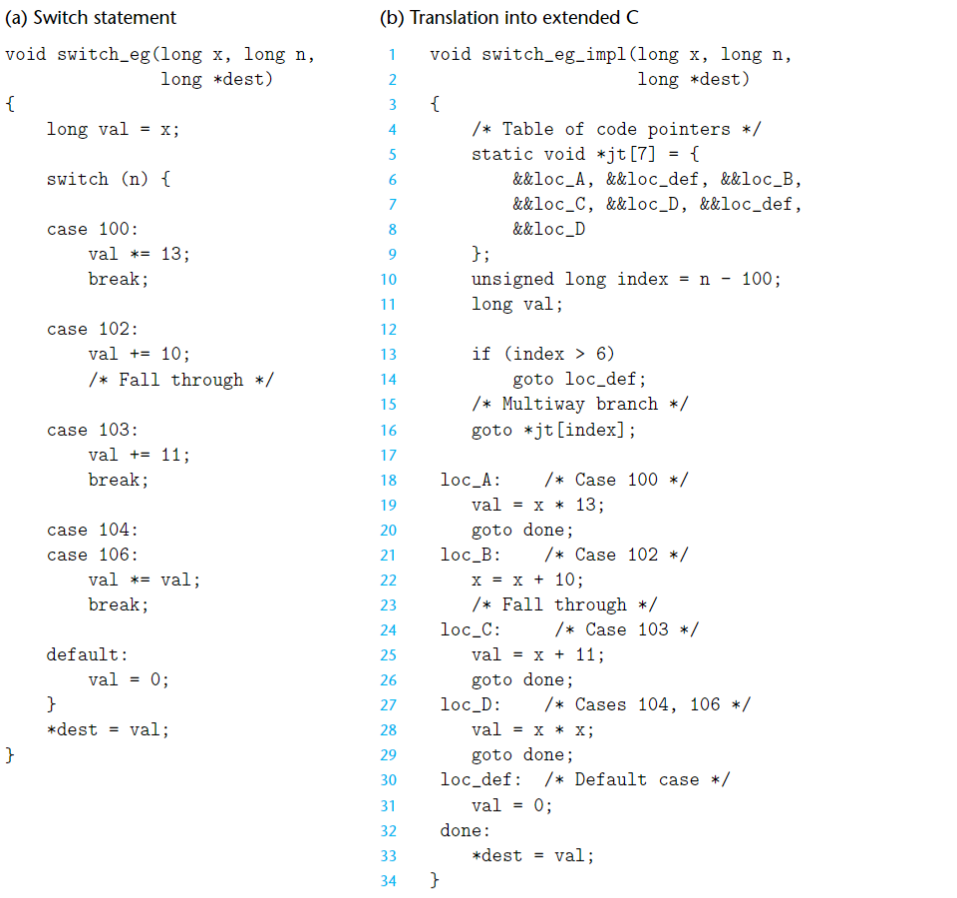 (a) Switch statement
void switch_eg(long x, long n,
               long *dest)
{
    long val = x;

    switch (n) {

    case 100:
        val *= 13;
        break;

    case 102:
        val += 10;
        /* Fall through */

    case 103:
        val += 11;
        break;

    case 104:
    case 106:
        val *= val;
        break;

    default:
        val = 0;
    }
    *dest = val;
}
(b) Translation into extended C
1 void switch_eg_impl(long x, long n,
2                     long *dest)
3 {
4     /* Table of code pointers */
5     static void *jt[7] = {
6         &&loc_A, &&loc_def, &&loc_B,
7         &&loc_C, &&loc_D, &&loc_def,
8         &&loc_D
9     };
10     unsigned long index = n - 100;
11     long val;
12
13     if (index > 6)
14         goto loc_def;
15     /* Multiway branch */
16     goto *jt[index];
17
18  loc_A:    /* Case 100 */
19     val = x * 13;
20     goto done;
21  loc_B:    /* Case 102 */
22     x = x + 10;
23     /* Fall through */
24  loc_C:     /* Case 103 */
25     val = x + 11;
26     goto done;
27  loc_D:    /* Cases 104, 106 */
28     val = x * x;
29     goto done;
30  loc_def:  /* Default case */
31     val = 0;
32  done:
33     *dest = val;
34 }